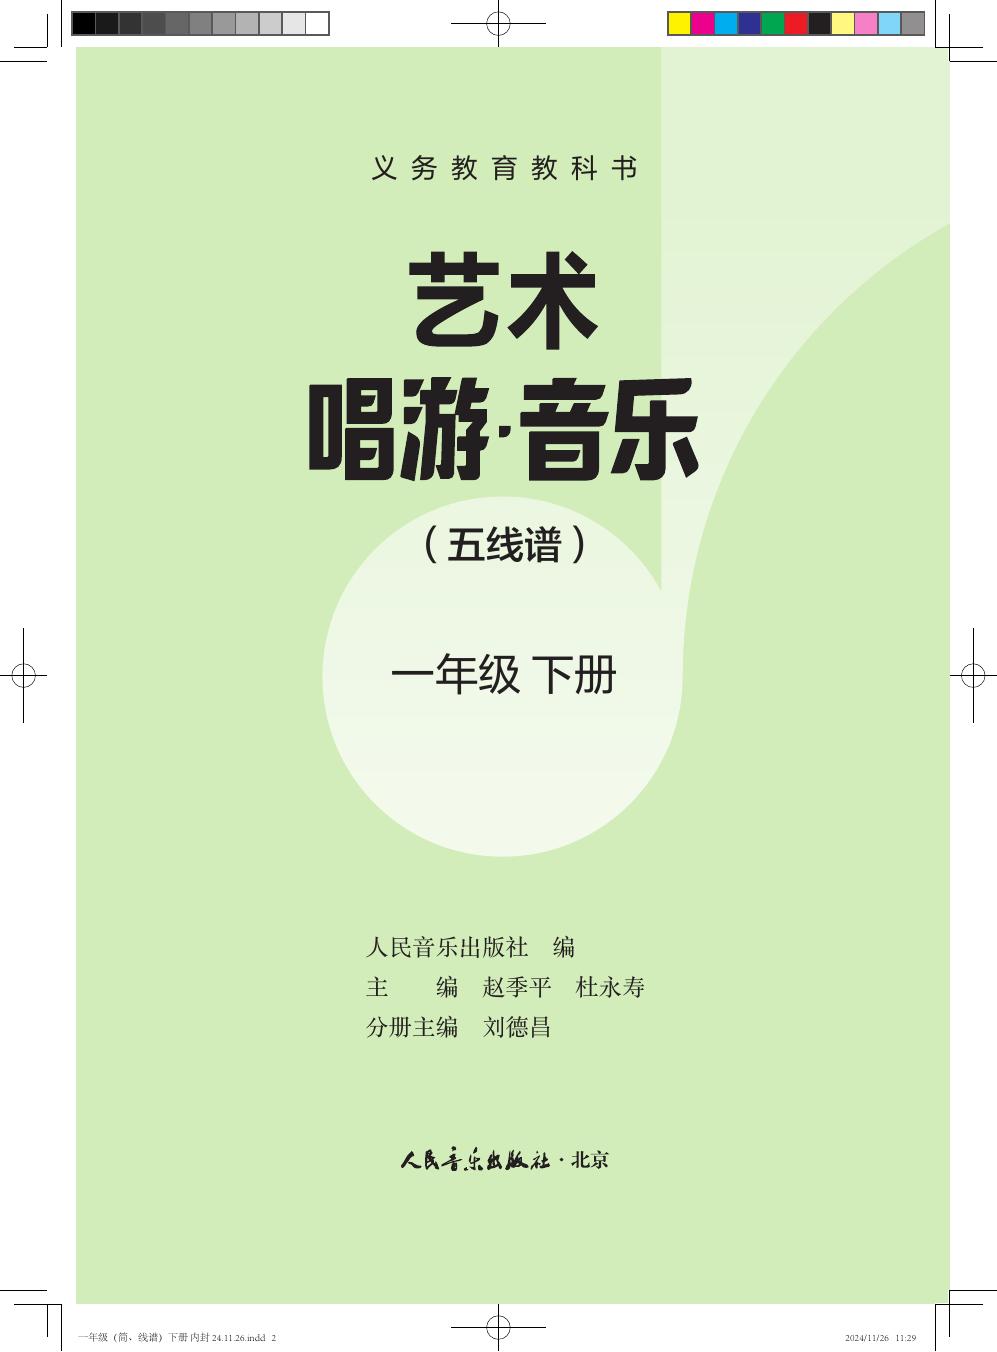 义务教育教科书
艺术
唱游·音乐
（五线谱）
一年级 下册
人民音乐出版社　编
主　　编　赵季平　杜永寿
分册主编　刘德昌
人民音乐出版社·北京
一年级（简、线谱）下册 内封 24.11.26.indd 2
2024/11/26 11:29